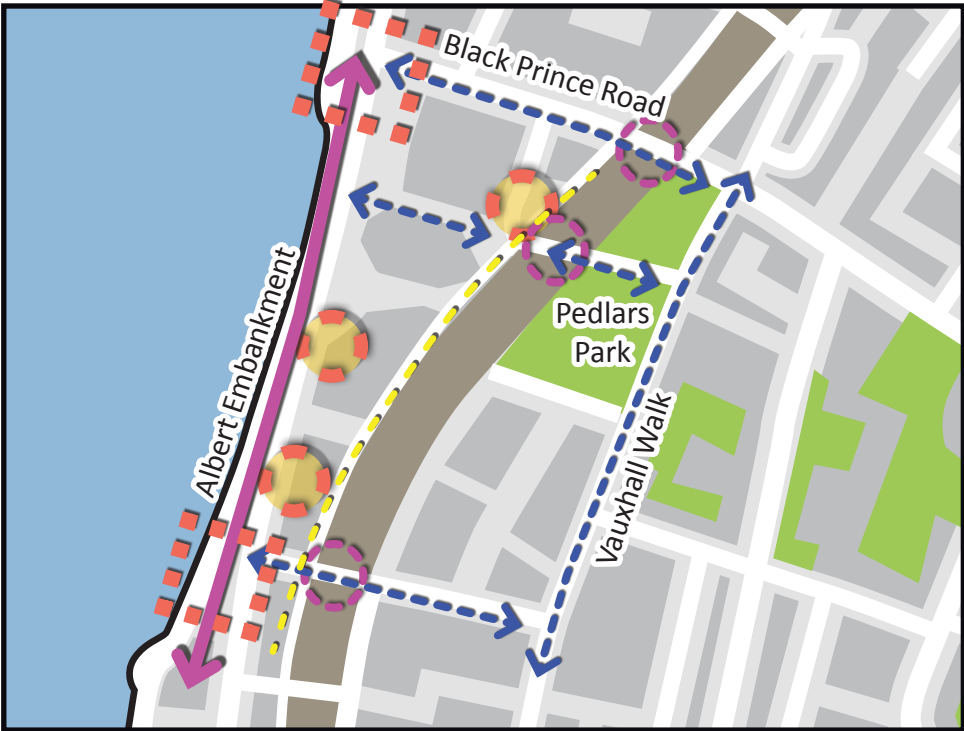 Black Prince Road
Albert Embankment
Pedlars
Park
Vauxhall Walk